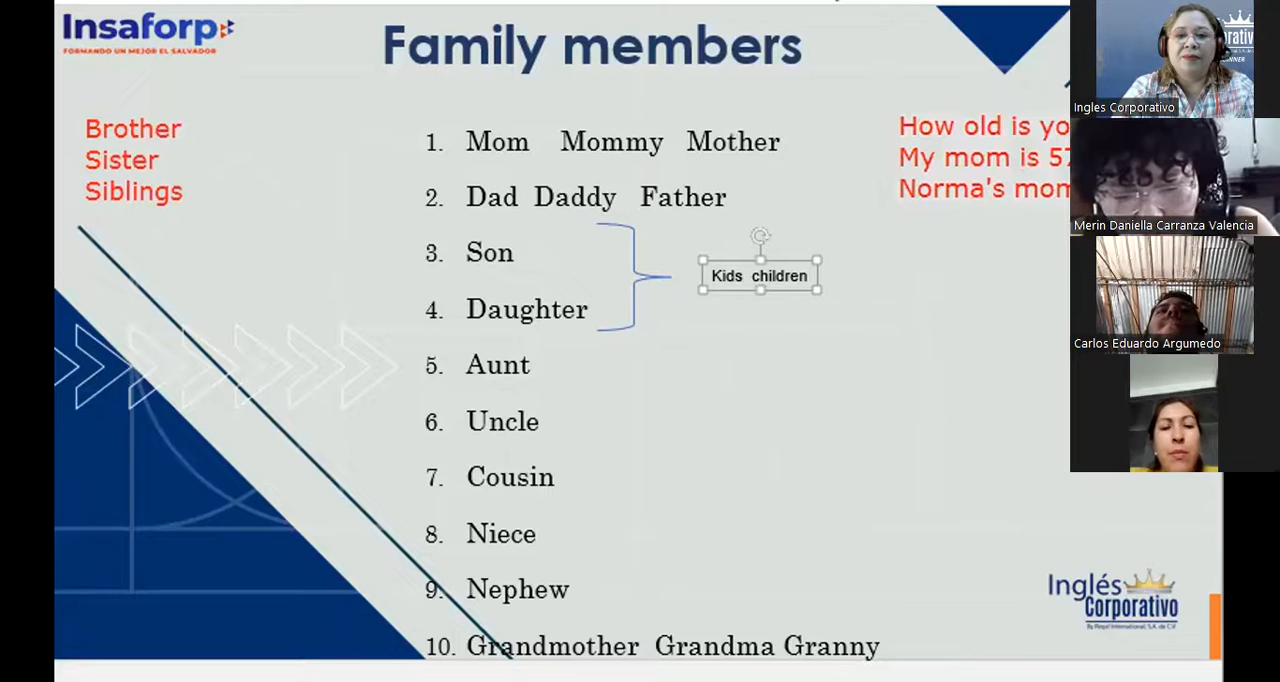 Insaforp
FORMANDO UN MEJOR EL SALVADOR
Family members
Brother
Sister
Siblings
1. Mom Mommy Mother
2. Dad Daddy Father
3. Son
4. Daughter
Kids children
5. Aunt
6. Uncle
7. Cousin
8. Niece
9. Nephew
10. Grandmother Grandma Granny
How old is yo
My mom is 57
Norma's mom
Ingles Corporativo
Merin Daniella Carranza Valencia
Carlos Eduardo Argumedo
Inglés
Corporativo